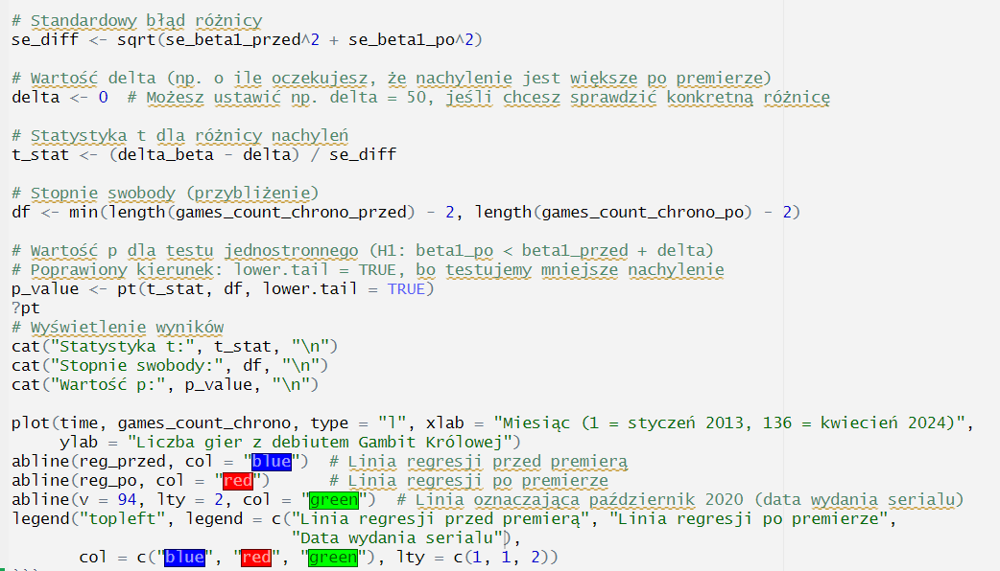 # Standardowy błąd różnicy
se_diff <- sqrt(se_beta1_przed^2 + se_beta1_po^2)
# Wartość delta (np. o ile oczekujesz, że nachylenie jest większe po premierze)
delta <- 0  # Możesz ustawić np. delta = 50, jeśli chcesz sprawdzić konkretną różnicę
# Statystyka t dla różnicy nachyleń
t_stat <- (delta_beta - delta) / se_diff
# Stopnie swobody (przybliżenie)
df <- min(length(games_count_chrono_przed) - 2, length(games_count_chrono_po) - 2)
# Wartość p dla testu jednostronnego (H1: beta1_po < beta1_przed + delta)
# Poprawiony kierunek: lower.tail = TRUE, bo testujemy mniejsze nachylenie
p_value <- pt(t_stat, df, lower.tail = TRUE)
?pt
# Wyświetlenie wyników
cat("Statystyka t:", t_stat, "\n")
cat("Stopnie swobody:", df, "\n")
cat("Wartość p:", p_value, "\n")
plot(time, games_count_chrono, type = "l", xlab = "Miesiąc (1 = styczeń 2013, 136 = kwiecień 2024)",
     ylab = "Liczba gier z debiutem Gambit Królowej")
abline(reg_przed, col = "blue")  # Linia regresji przed premierą
abline(reg_po, col = "red")      # Linia regresji po premierze
abline(v = 94, lty = 2, col = "green")  # Linia oznaczająca październik 2020 (data wydania serialu)
legend("topleft", legend = c("Linia regresji przed premierą", "Linia regresji po premierze",
                             "Data wydania serialu"),
       col = c("blue", "red", "green"), lty = c(1, 1, 2))
```